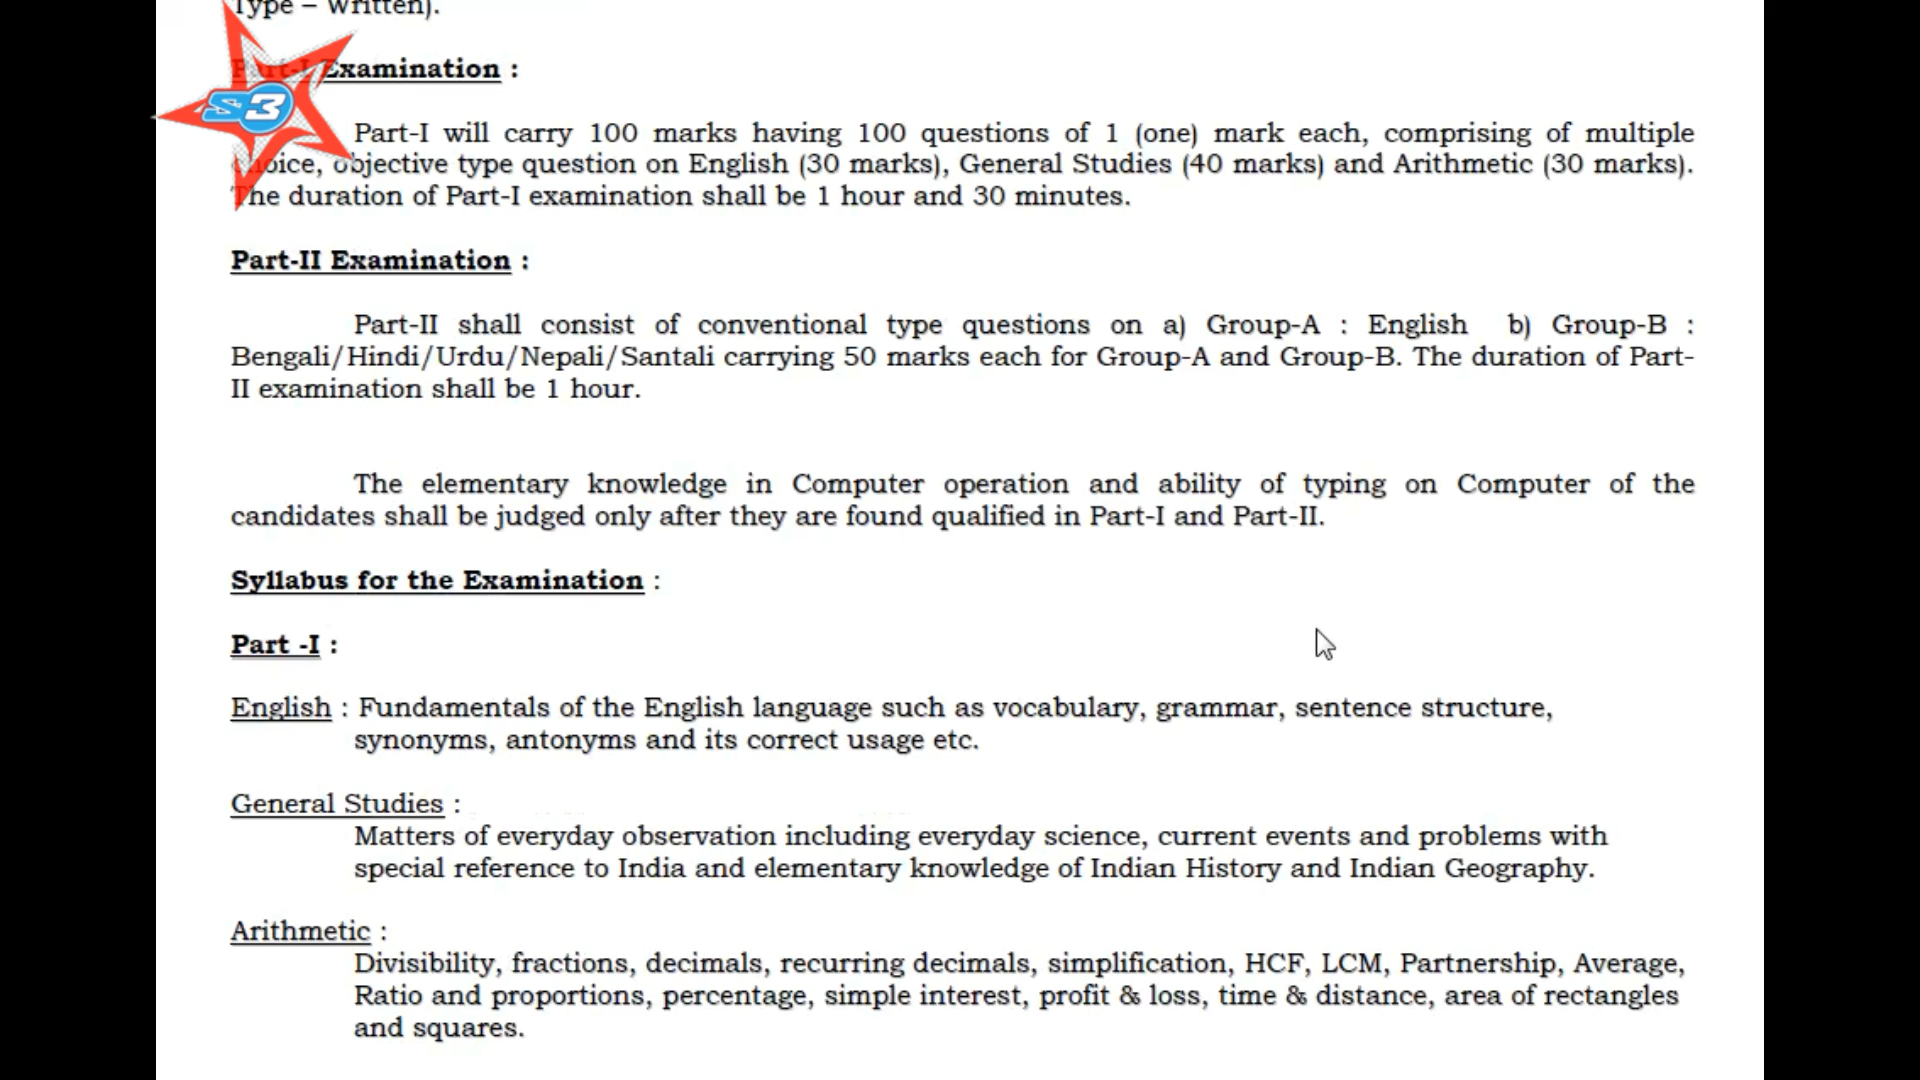 Type – Written).
Part-I Examination :
S3
Part-I will carry 100 marks having 100 questions of 1 (one) mark each, comprising of multiple
choice, objective type question on English (30 marks), General Studies (40 marks) and Arithmetic (30 marks).
The duration of Part-I examination shall be 1 hour and 30 minutes.
Part-II Examination :
Part-II shall consist of conventional type questions on a) Group-A : English b) Group-B :
Bengali/Hindi/Urdu/Nepali/Santali carrying 50 marks each for Group-A and Group-B. The duration of Part-
II examination shall be 1 hour.
The elementary knowledge in Computer operation and ability of typing on Computer of the
candidates shall be judged only after they are found qualified in Part-I and Part-II.
Syllabus for the Examination :
Part -I :
English : Fundamentals of the English language such as vocabulary, grammar, sentence structure,
synonyms, antonyms and its correct usage etc.
General Studies :
Matters of everyday observation including everyday science, current events and problems with
special reference to India and elementary knowledge of Indian History and Indian Geography.
Arithmetic :
Divisibility, fractions, decimals, recurring decimals, simplification, HCF, LCM, Partnership, Average,
Ratio and proportions, percentage, simple interest, profit & loss, time & distance, area of rectangles
and squares.